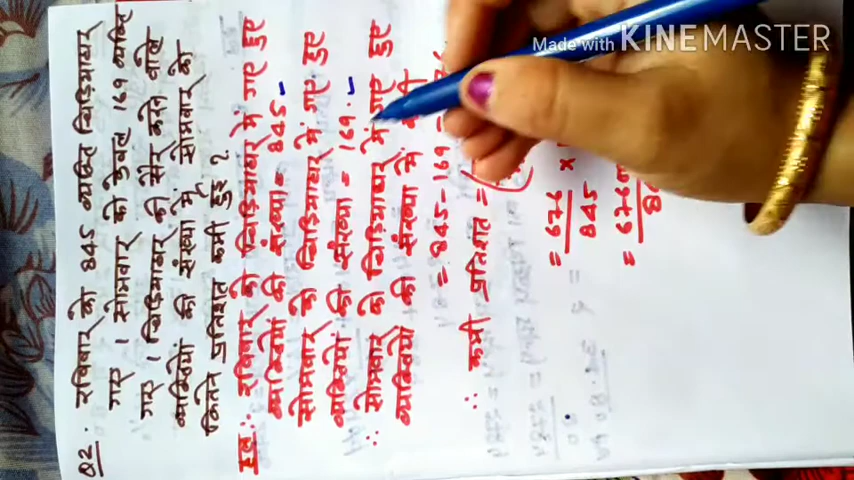 Q2. रविवार को 845 व्यक्ति चिड़ियाघर
गए। सोमवार को केवल 169 व्यक्ति
गए। चिड़ियाघर की सैर करने वाले
व्यक्तियों की संख्या में सोमवार को
कितने प्रतिशत कमी हुई ?
हल ∴ रविवार को चिड़ियाघर में गए हुए
व्यक्तियों की संख्या = 845
सोमवार को चिड़ियाघर में गए हुए
व्यक्तियों की संख्या = 169.
∴ सोमवार को चिड़ियाघर में गए हुए
व्यक्तियों की संख्या में
= 845 - 169 =
∴ कमी प्रतिशत = (
= 676 ×
845
= 676
Made with KINEMASTER